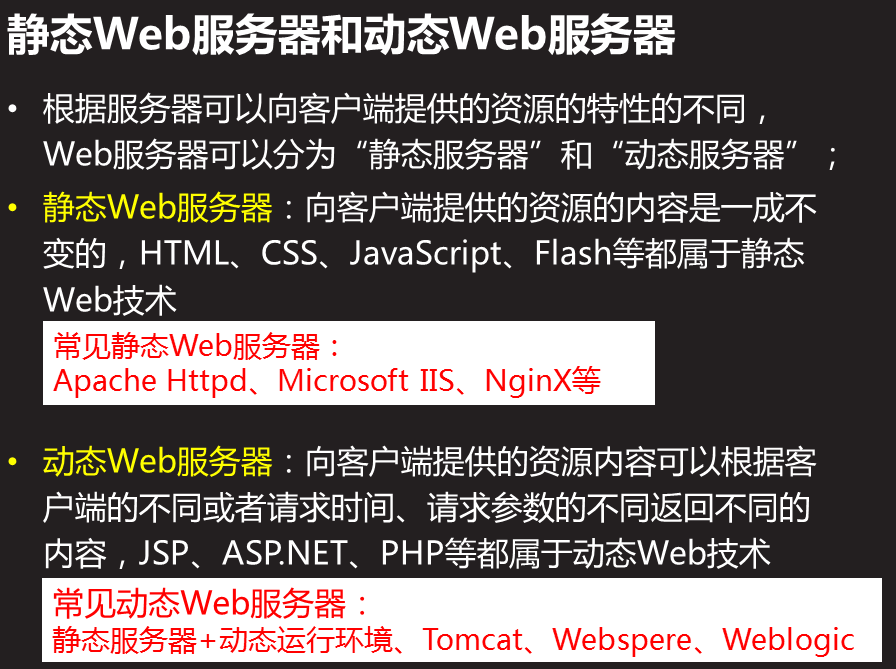 静态Web服务器和动态Web服务器
• 根据服务器可以向客户端提供的资源的特性的不同，
Web服务器可以分为“静态服务器”和“动态服务器”；
• 静态Web服务器：向客户端提供的资源的内容是一成不
变的，HTML、CSS、JavaScript、Flash等都属于静态
Web技术
常见静态Web服务器：
Apache Httpd、Microsoft IIS、NginX等
• 动态Web服务器：向客户端提供的资源内容可以根据客
户端的不同或者请求时间、请求参数的不同返回不同的
内容，JSP、ASP.NET、PHP等都属于动态Web技术
常见动态Web服务器：
静态服务器+动态运行环境、Tomcat、Webspere、Weblogic